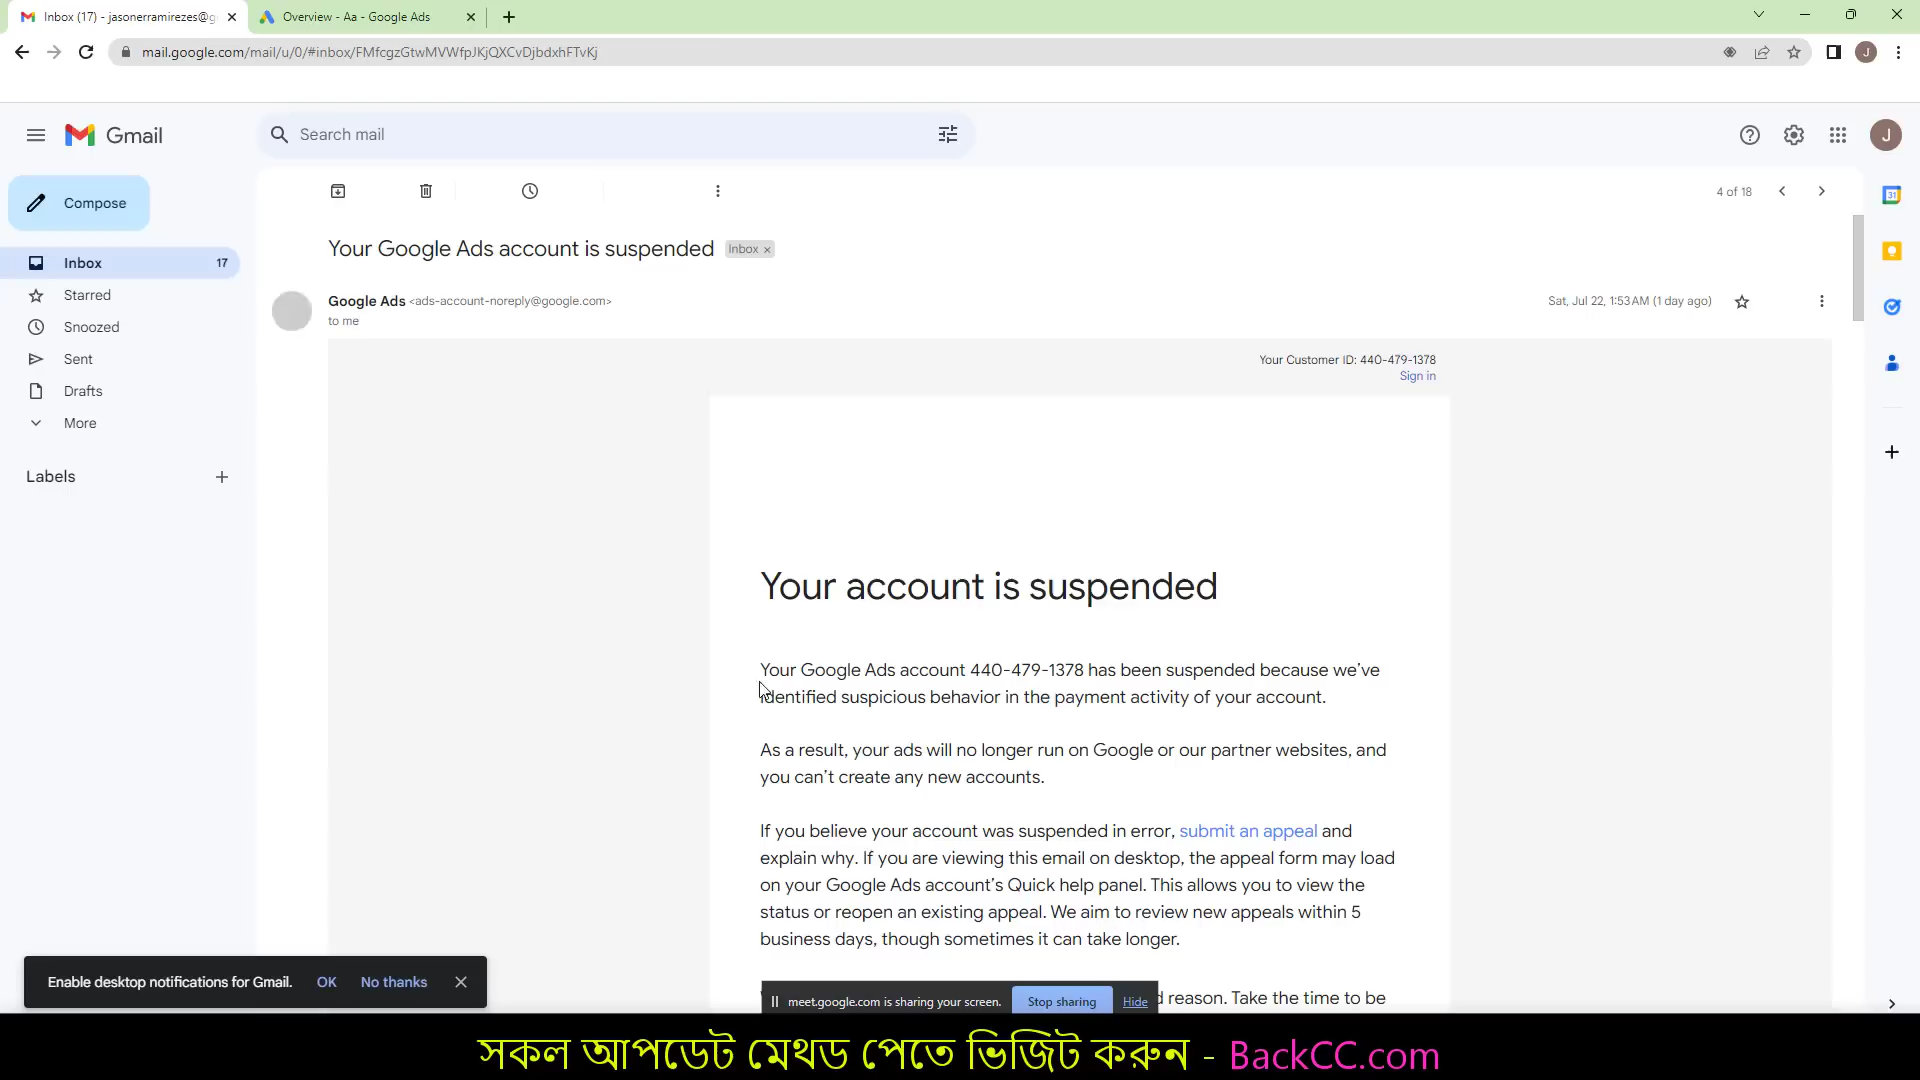 Inbox (17) - jasonerramirezes@g
Overview - Aa - Google Ads
mail.google.com/mail/u/0/#inbox/FMfcgzGtwMVWfpJKjQXCvDjbdxhFTvKj
J
Gmail
Search mail
J
Compose
4 of 18
Inbox 17
Starred
Snoozed
Sent
Drafts
More
Labels
Your Google Ads account is suspended
Inbox ×
Google Ads <ads-account-noreply@google.com>
Sat, Jul 22, 1:53 AM (1 day ago)
to me
Your Customer ID: 440-479-1378
Sign in
Your account is suspended
Your Google Ads account 440-479-1378 has been suspended because we’ve
identified suspicious behavior in the payment activity of your account.
As a result, your ads will no longer run on Google or our partner websites, and
you can’t create any new accounts.
If you believe your account was suspended in error, submit an appeal and
explain why. If you are viewing this email on desktop, the appeal form may load
on your Google Ads account’s Quick help panel. This allows you to view the
status or reopen an existing appeal. We aim to review new appeals within 5
business days, though sometimes it can take longer.
reason. Take the time to be
Enable desktop notifications for Gmail. OK No thanks
meet.google.com is sharing your screen. Stop sharing Hide
31
সকল আপডেট মেথড পেতে ভিজিট করুন - BackCC.com